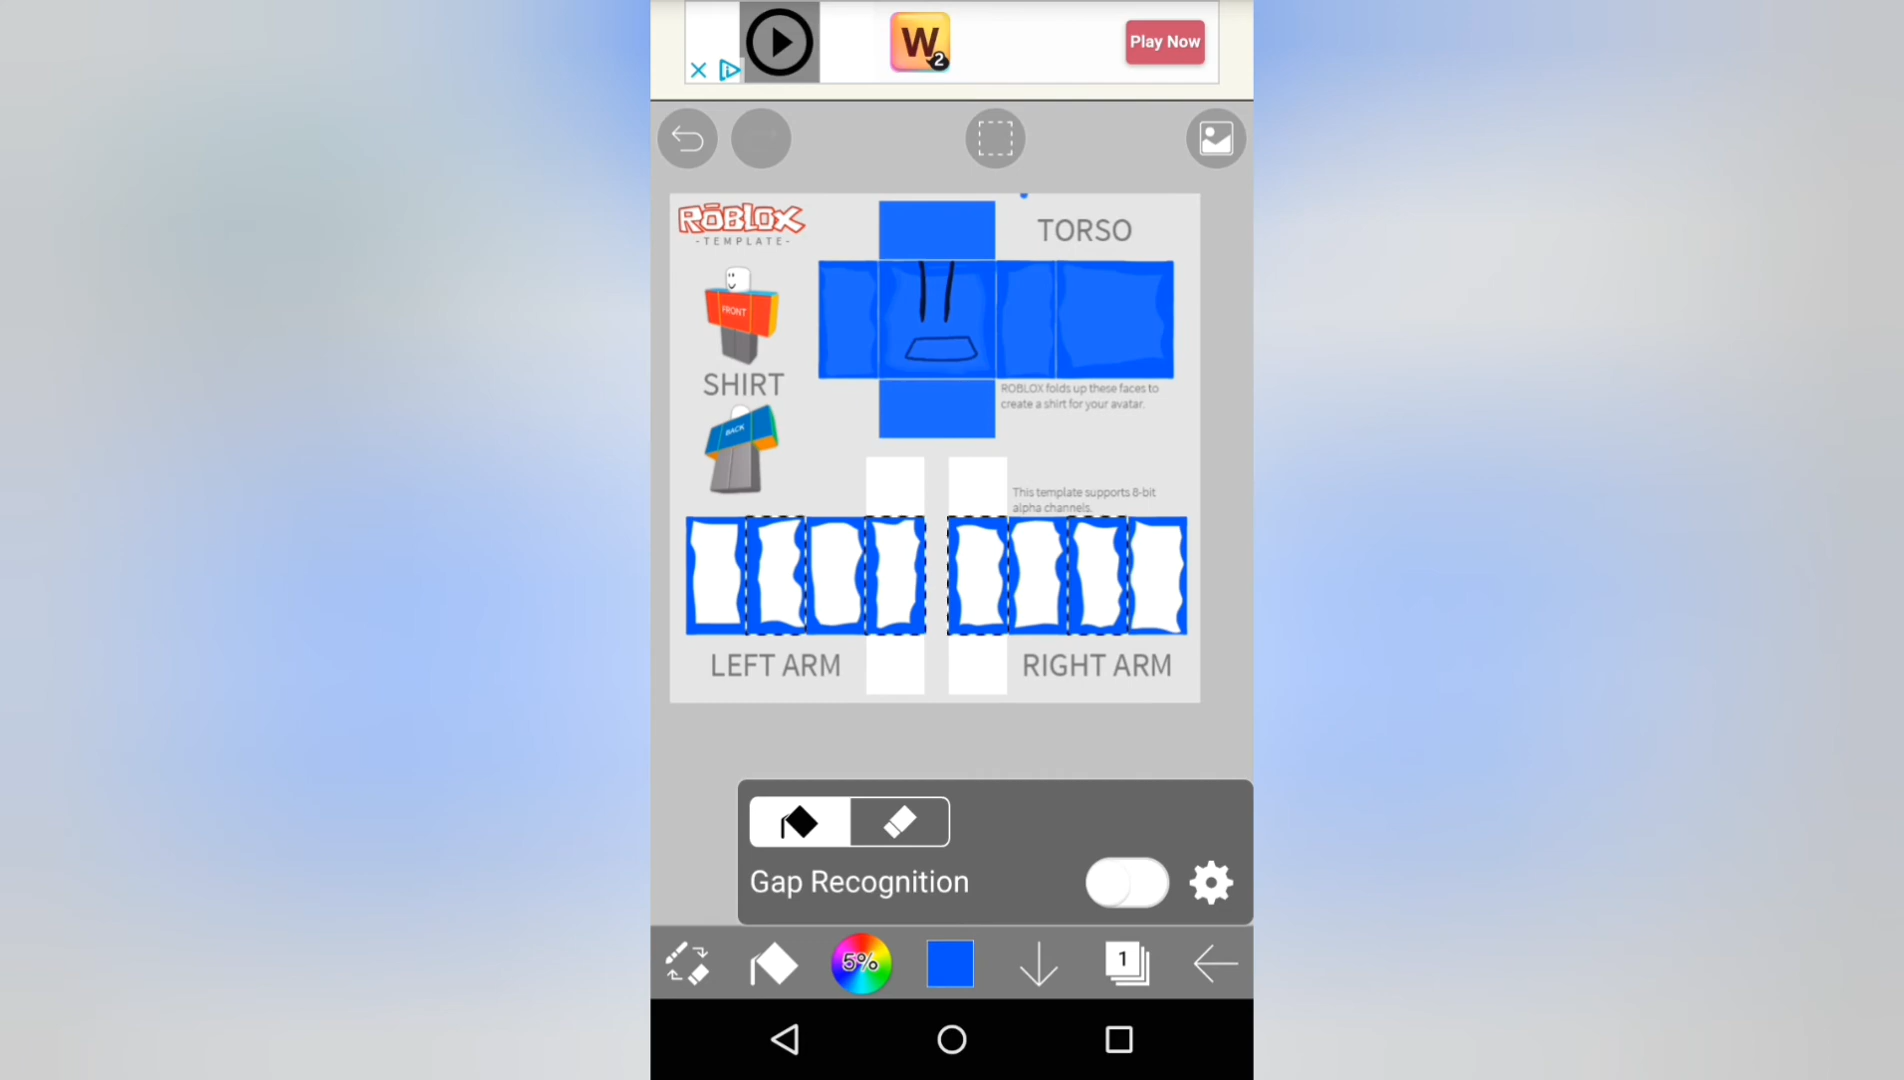 W
2
Play Now
ROBLOX
-TEMPLATE-
TORSO
FRONT
SHIRT
ROBLOX folds up these faces to
create a shirt for your avatar.
BACK
This template supports 8-bit
alpha channels.
LEFT ARM
RIGHT ARM
Gap Recognition
5%
1